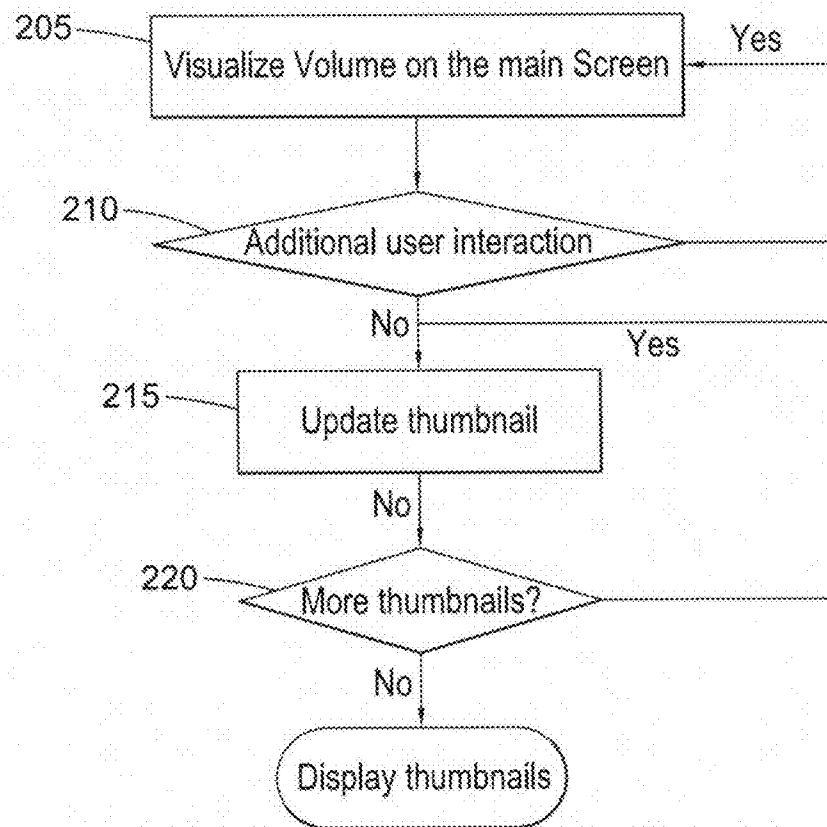 205
Visualize Volume on the main Screen
Yes
210
Additional user interaction
No
Yes
215
Update thumbnail
No
220
More thumbnails?
No
Display thumbnails